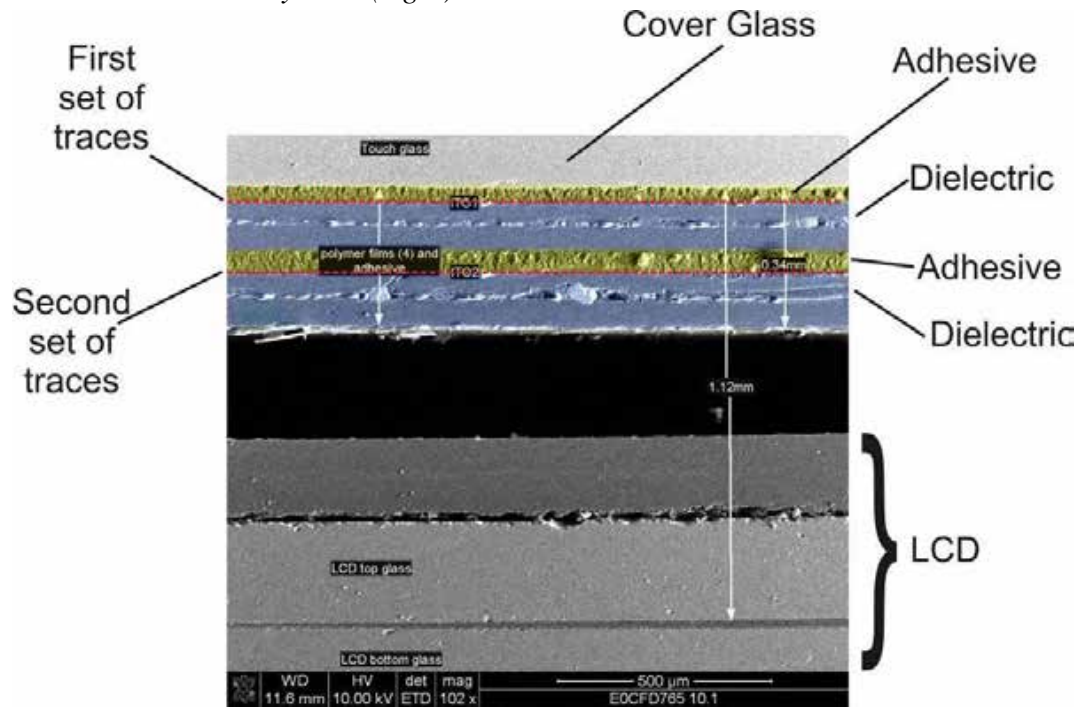 Cover Glass
First
set of
traces
Adhesive
Touch glass
Dielectric
ITO1
polymer films (4) and
adhesive
ITO2
0.34mm
Adhesive
Second
set of
traces
Dielectric
1.12mm
LCD
LCD top glass
LCD bottom glass
WD HV det mag
11.6 mm 10.00 kV ETD 102 x
500 µm
E0CFD765 10.1